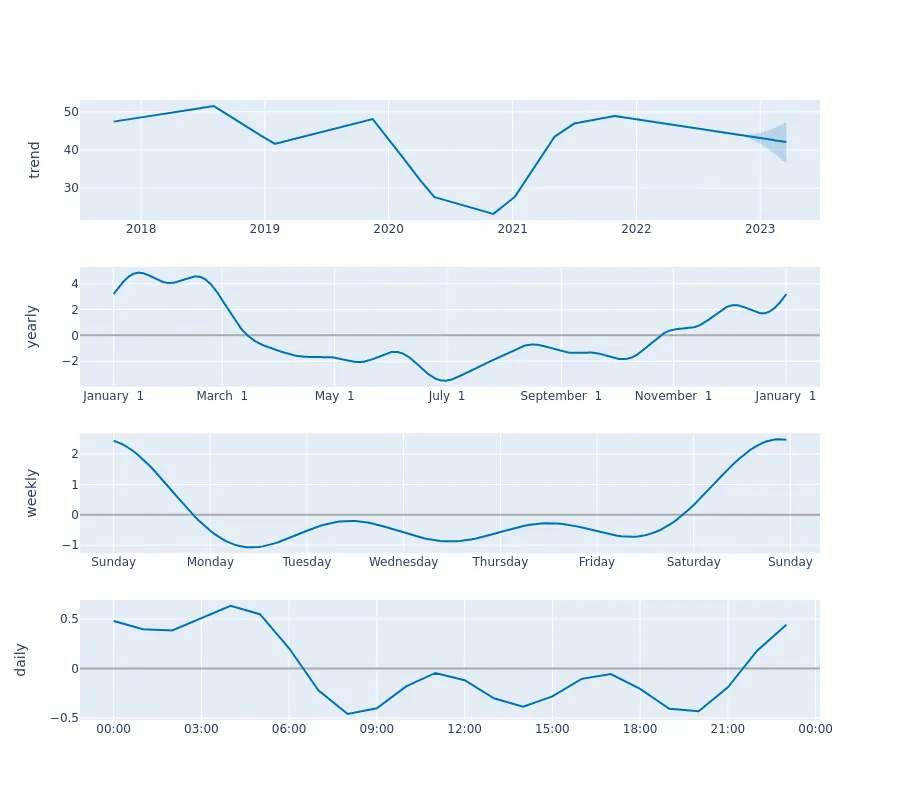 trend
50
40
30
2018 2019 2020 2021 2022 2023
yearly
4
2
0
−2
January 1 March 1 May 1 July 1 September 1 November 1 January 1
weekly
2
1
0
−1
Sunday Monday Tuesday Wednesday Thursday Friday Saturday Sunday
daily
0.5
0
−0.5
00:00 03:00 06:00 09:00 12:00 15:00 18:00 21:00 00:00